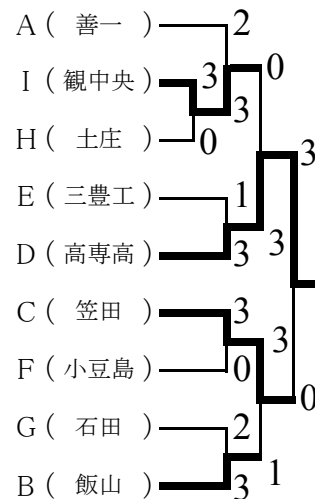 A ( 善一 ) 2
I ( 観中央 ) 3 0
3
H ( 土庄 ) 0
3
E ( 三豊工 ) 1
3
D ( 高専高 ) 3
C ( 笠田 ) 3
3
F ( 小豆島 ) 0
0
G ( 石田 ) 2
1
B ( 飯山 ) 3